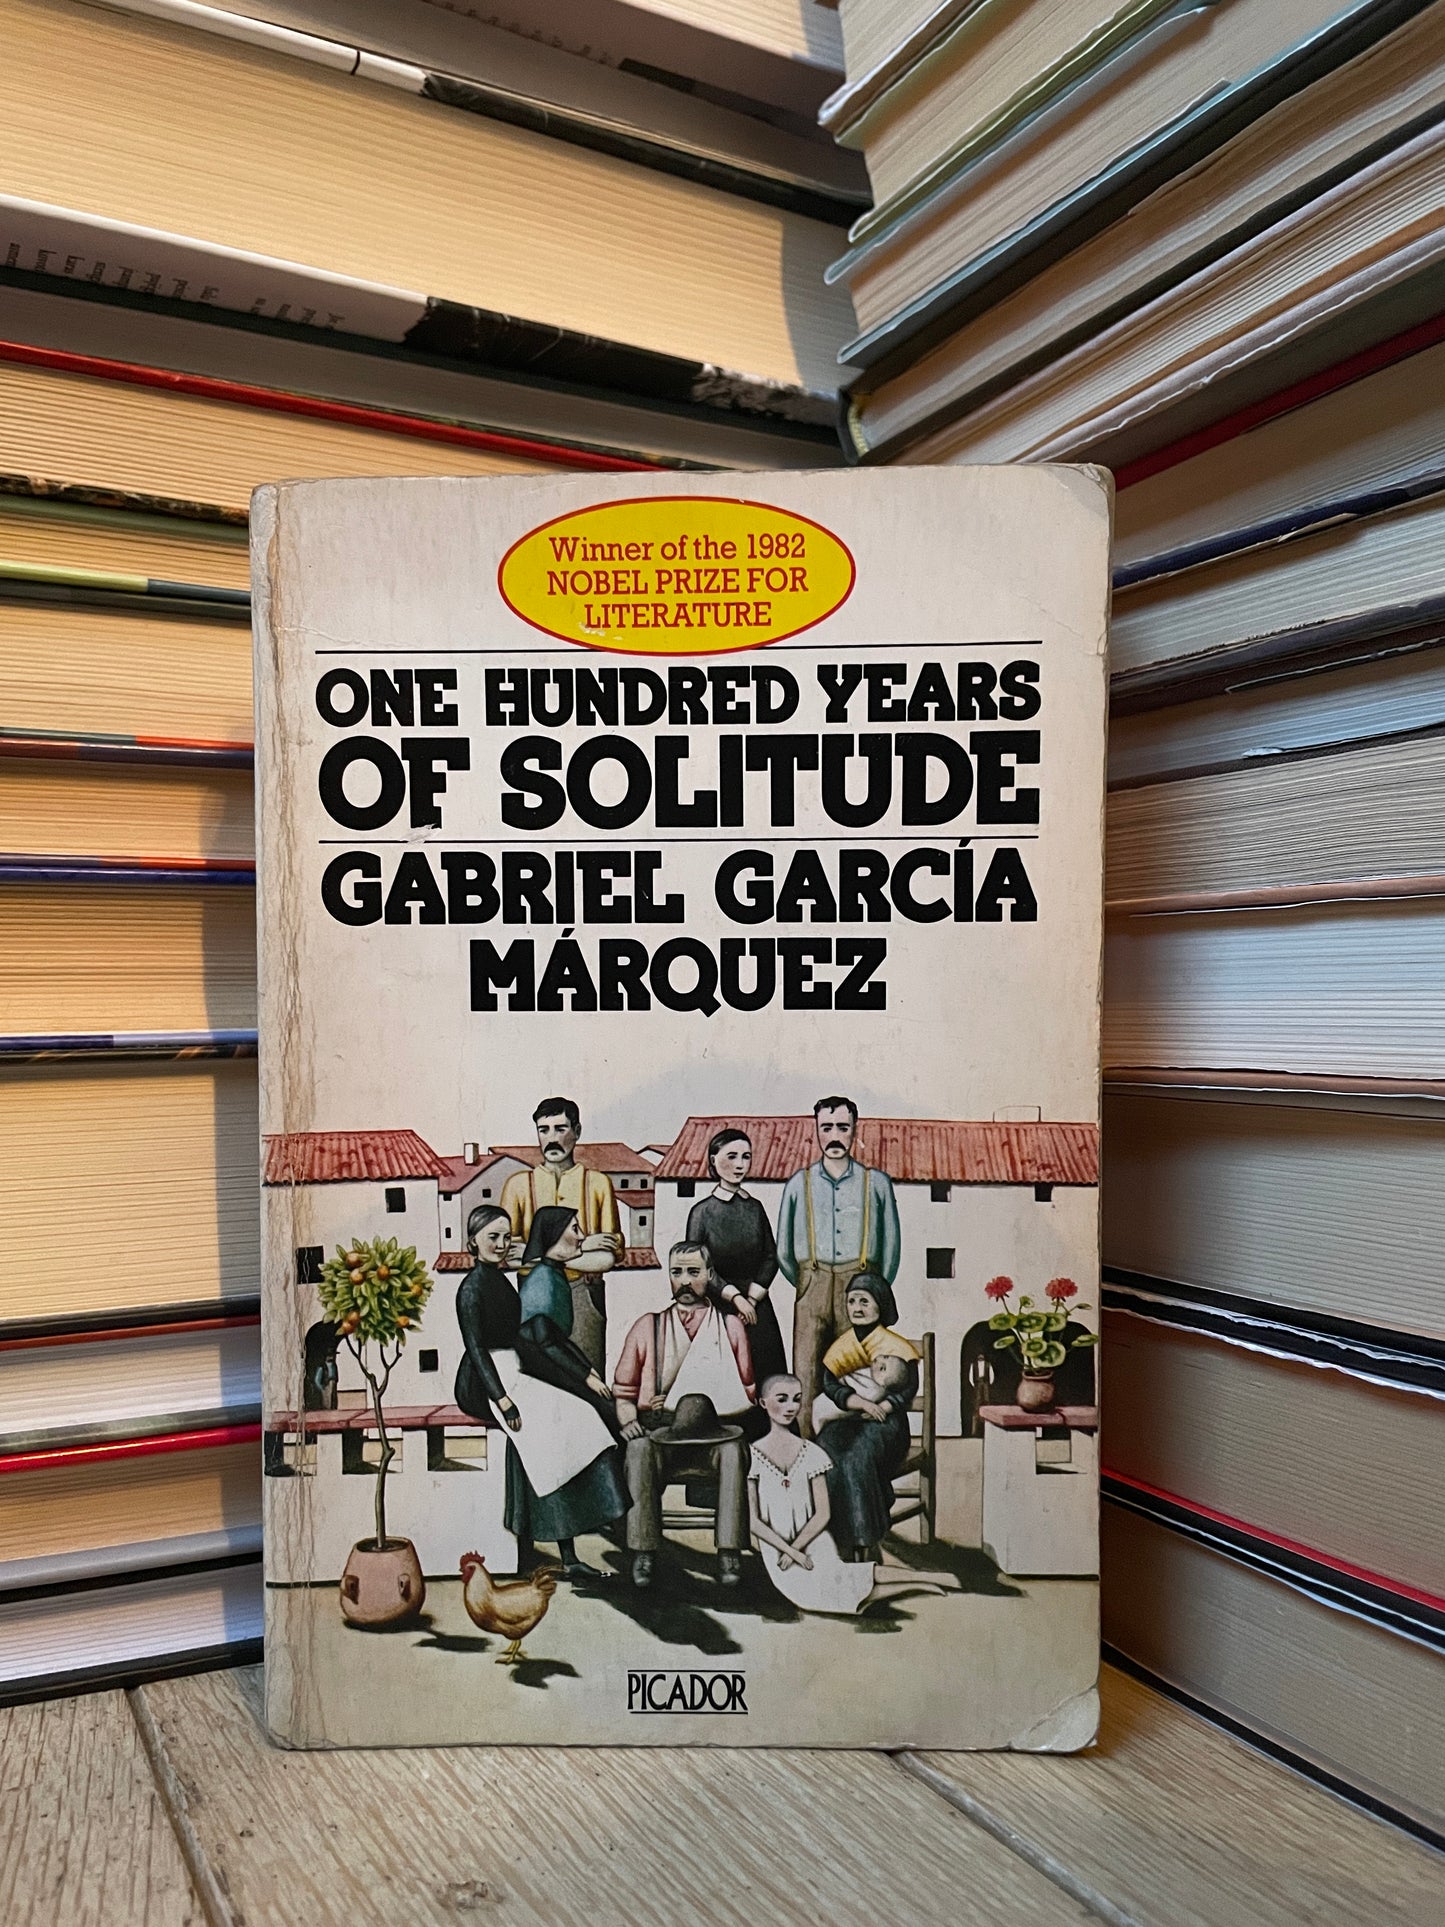 Winner of the 1982
NOBEL PRIZE FOR
LITERATURE
ONE HUNDRED YEARS
OF SOLITUDE
GABRIEL GARCÍA
MÁRQUEZ
PICADOR